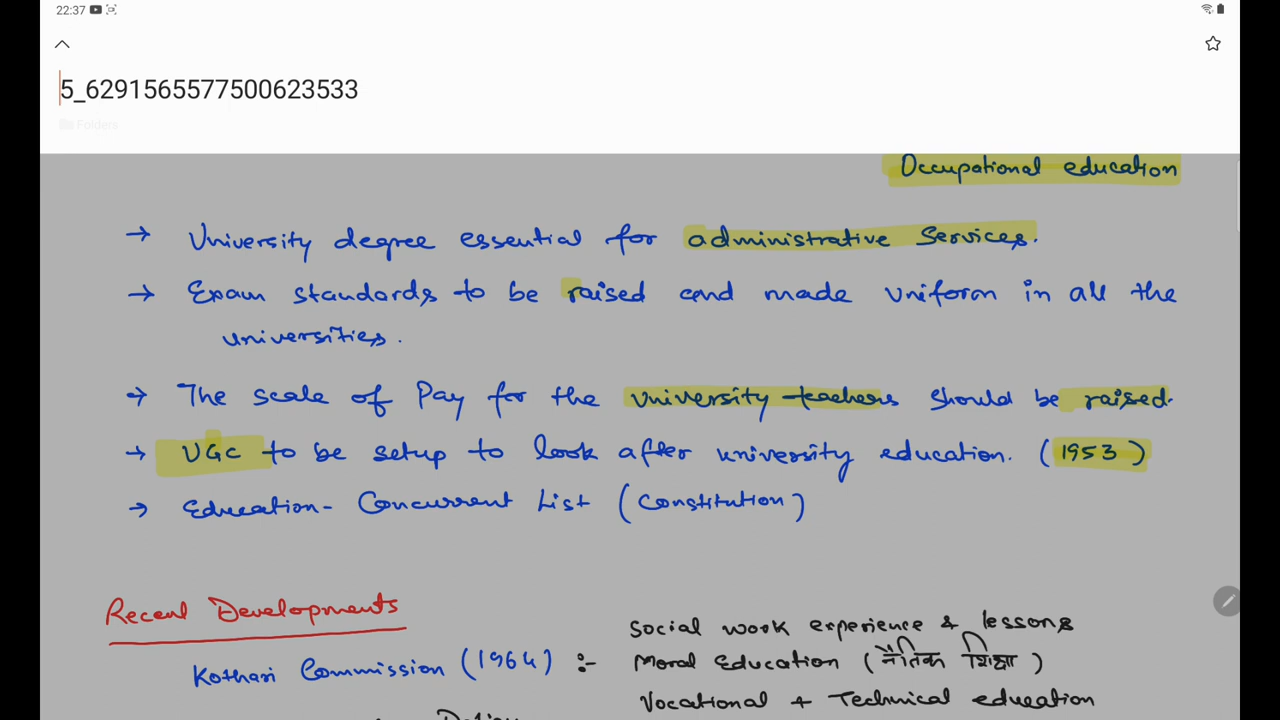 22:37
5_6291565577500623533
Folders
Occupational education
→ University degree essential for administrative Services.
→ Exam standards to be raised and made uniform in all the
universities.
→ The scale of Pay for the university teachers should be raised.
→ UGC to be setup to look after university education. (1953)
→ Education - Concurrent List (Constitution)
Recent Developments
Social work experience & lessons
Kothari Commission (1964) :- Moral Education (नैतिक शिक्षा)
Vocational + Technical education